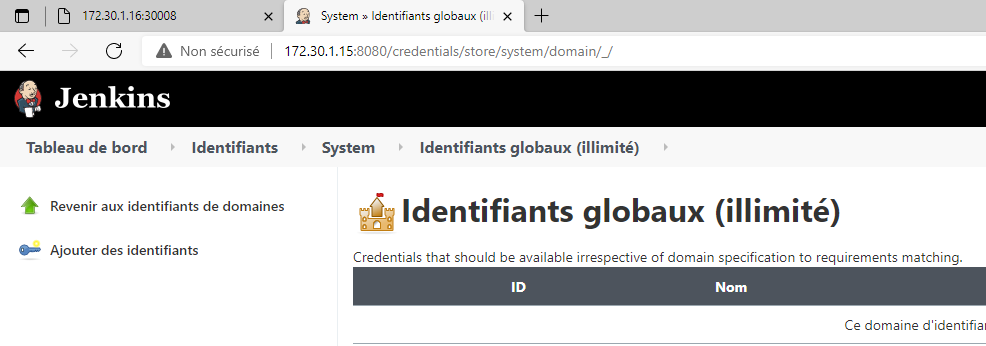 172.30.1.16:30008
System » Identifiants globaux (illi
Non sécurisé 172.30.1.15:8080/credentials/store/system/domain/_/
Jenkins
Tableau de bord Identifiants System Identifiants globaux (illimité)
Revenir aux identifiants de domaines
Ajouter des identifiants
Identifiants globaux (illimité)
Credentials that should be available irrespective of domain specification to requirements matching.
ID Nom
Ce domaine d'identifian